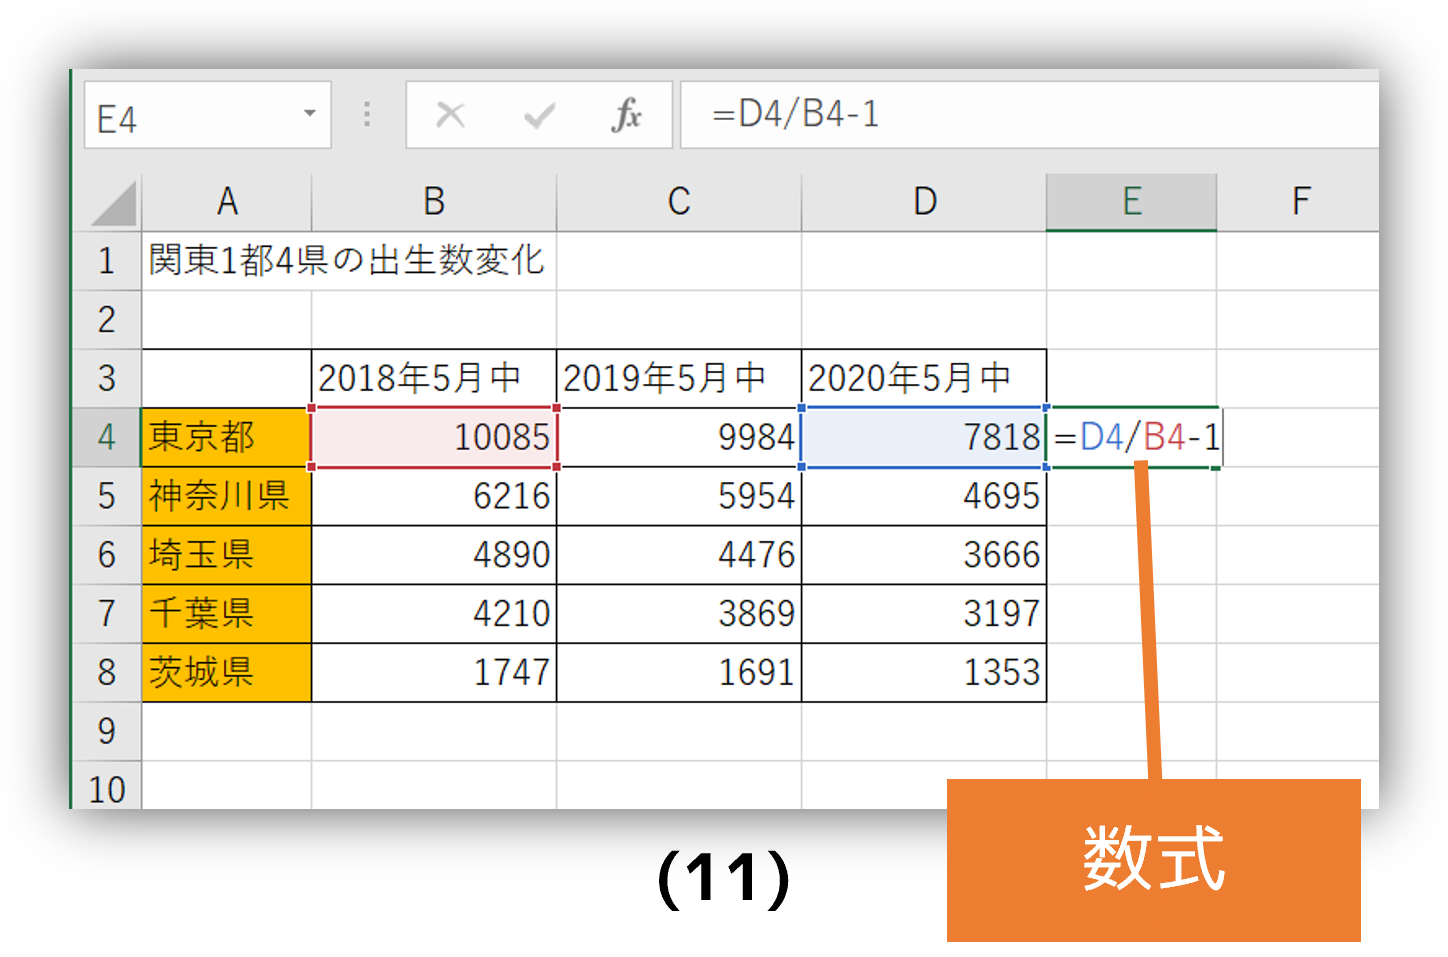 E4 fx =D4/B4-1
A B C D E F
1 関東1都4県の出生数変化
2
3 2018年5月中 2019年5月中 2020年5月中
4 東京都 10085 9984 7818 =D4/B4-1
5 神奈川県 6216 5954 4695
6 埼玉県 4890 4476 3666
7 千葉県 4210 3869 3197
8 茨城県 1747 1691 1353
9
10
数式
(11)